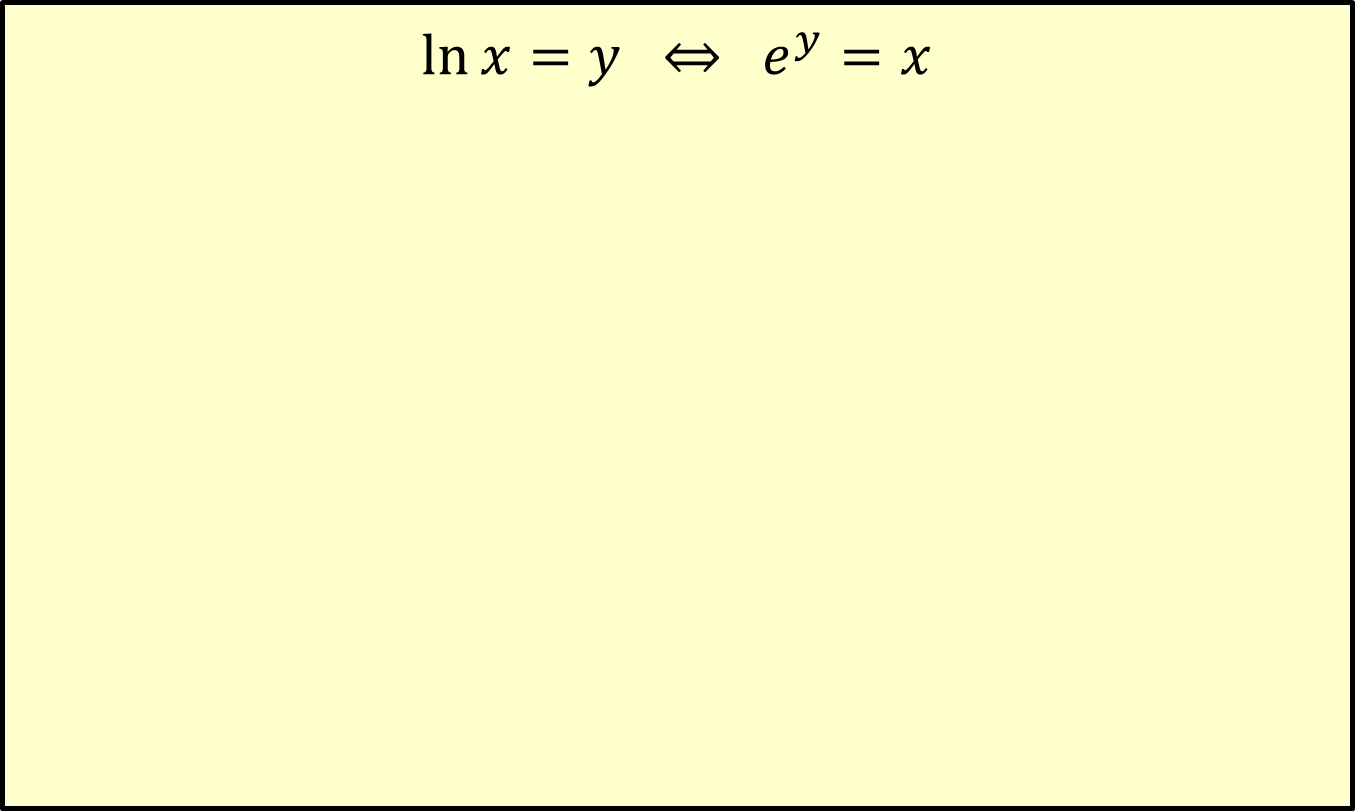 ln x = y ⇔ e^y = x